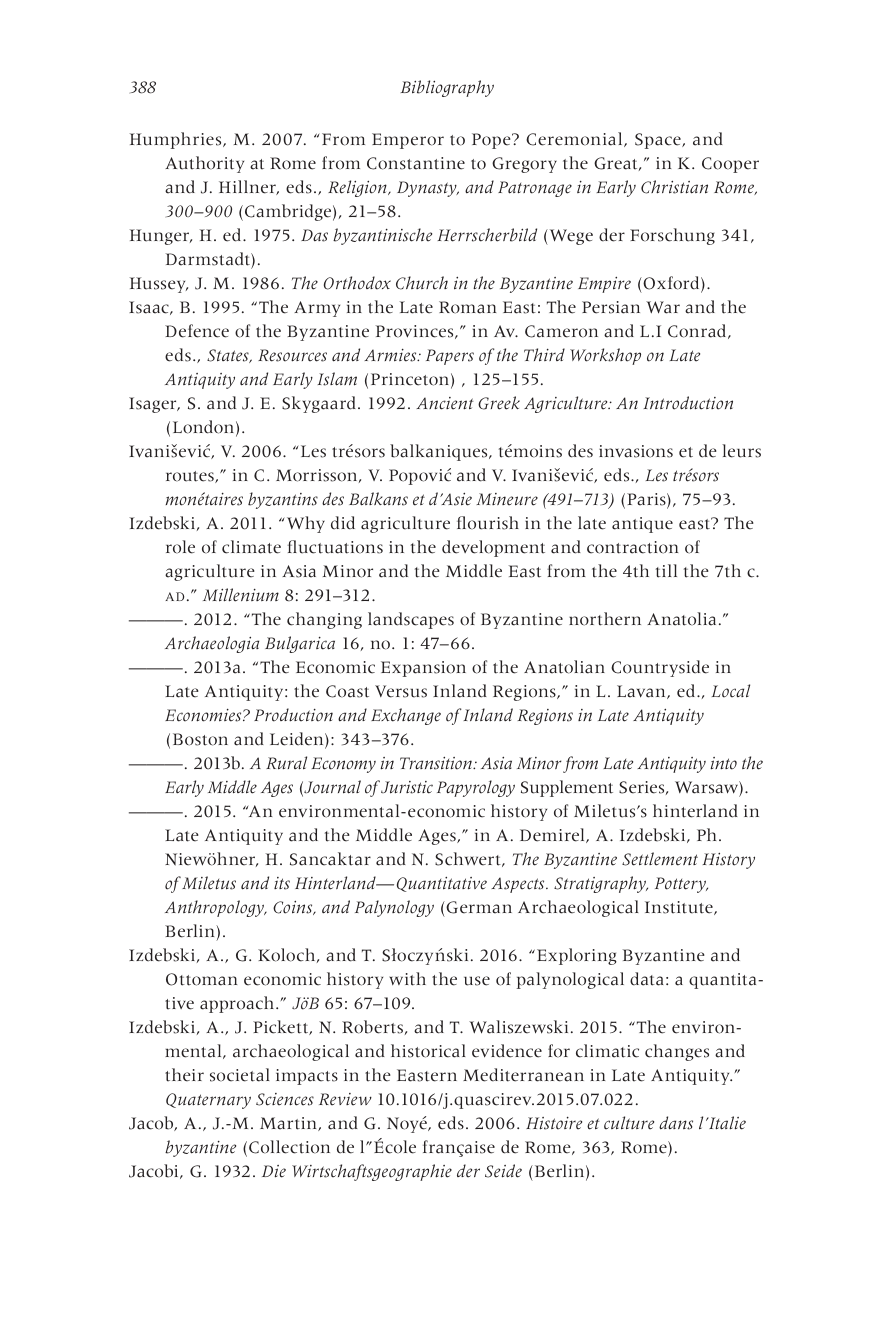 388 Bibliography
Humphries, M. 2007. “From Emperor to Pope? Ceremonial, Space, and
Authority at Rome from Constantine to Gregory the Great,” in K. Cooper
and J. Hillner, eds., Religion, Dynasty, and Patronage in Early Christian Rome,
300–900 (Cambridge), 21–58.
Hunger, H. ed. 1975. Das byzantinische Herrscherbild (Wege der Forschung 341,
Darmstadt).
Hussey, J. M. 1986. The Orthodox Church in the Byzantine Empire (Oxford).
Isaac, B. 1995. “The Army in the Late Roman East: The Persian War and the
Defence of the Byzantine Provinces,” in Av. Cameron and L.I Conrad,
eds., States, Resources and Armies: Papers of the Third Workshop on Late
Antiquity and Early Islam (Princeton) , 125–155.
Isager, S. and J. E. Skygaard. 1992. Ancient Greek Agriculture: An Introduction
(London).
Ivanišević, V. 2006. “Les trésors balkaniques, témoins des invasions et de leurs
routes,” in C. Morrisson, V. Popović and V. Ivanišević, eds., Les trésors
monétaires byzantins des Balkans et d’Asie Mineure (491–713) (Paris), 75–93.
Izdebski, A. 2011. “Why did agriculture flourish in the late antique east? The
role of climate fluctuations in the development and contraction of
agriculture in Asia Minor and the Middle East from the 4th till the 7th c.
AD.” Millenium 8: 291–312.
———. 2012. “The changing landscapes of Byzantine northern Anatolia.”
Archaeologia Bulgarica 16, no. 1: 47–66.
———. 2013a. “The Economic Expansion of the Anatolian Countryside in
Late Antiquity: the Coast Versus Inland Regions,” in L. Lavan, ed., Local
Economies? Production and Exchange of Inland Regions in Late Antiquity
(Boston and Leiden): 343–376.
———. 2013b. A Rural Economy in Transition: Asia Minor from Late Antiquity into the
Early Middle Ages (Journal of Juristic Papyrology Supplement Series, Warsaw).
———. 2015. “An environmental-economic history of Miletus’s hinterland in
Late Antiquity and the Middle Ages,” in A. Demirel, A. Izdebski, Ph.
Niewöhner, H. Sancaktar and N. Schwert, The Byzantine Settlement History
of Miletus and its Hinterland—Quantitative Aspects. Stratigraphy, Pottery,
Anthropology, Coins, and Palynology (German Archaeological Institute,
Berlin).
Izdebski, A., G. Koloch, and T. Słoczyński. 2016. “Exploring Byzantine and
Ottoman economic history with the use of palynological data: a quantita-
tive approach.” JöB 65: 67–109.
Izdebski, A., J. Pickett, N. Roberts, and T. Waliszewski. 2015. “The environ-
mental, archaeological and historical evidence for climatic changes and
their societal impacts in the Eastern Mediterranean in Late Antiquity.”
Quaternary Sciences Review 10.1016/j.quascirev.2015.07.022.
Jacob, A., J.-M. Martin, and G. Noyé, eds. 2006. Histoire et culture dans l’Italie
byzantine (Collection de l”École française de Rome, 363, Rome).
Jacobi, G. 1932. Die Wirtschaftsgeographie der Seide (Berlin).